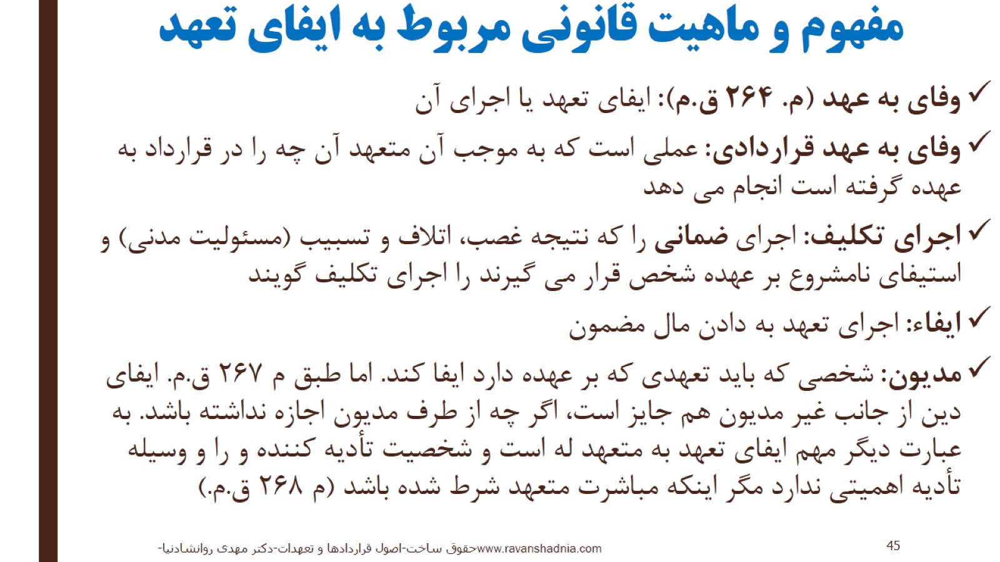 مفهوم و ماهیت قانونی مربوط به ایفای تعهد
✓ وفای به عهد (م. ۲۶۴ ق.م): ایفای تعهد یا اجرای آن
✓ وفای به عهد قراردادی: عملی است که به موجب آن متعهد آن چه را در قرارداد به
عهده گرفته است انجام می دهد
✓ اجرای تکلیف: اجرای ضمانی را که نتیجه غصب، اتلاف و تسبیب (مسئولیت مدنی) و
استیفای نامشروع بر عهده شخص قرار می گیرند را اجرای تکلیف گویند
✓ ایفاء: اجرای تعهد به دادن مال مضمون
✓ مدیون: شخصی که باید تعهدی که بر عهده دارد ایفا کند. اما طبق م ۲۶۷ ق.م. ایفای
دین از جانب غیر مدیون هم جایز است، اگر چه از طرف مدیون اجازه نداشته باشد. به
عبارت دیگر مهم ایفای تعهد به متعهد له است و شخصیت تأدیه کننده و را و وسیله
تأدیه اهمیتی ندارد مگر اینکه مباشرت متعهد شرط شده باشد (م ۲۶۸ ق.م.)
حقوق ساخت-اصول قراردادها و تعهدات-دکتر مهدی روانشادنیا-www.ravanshadnia.com
45